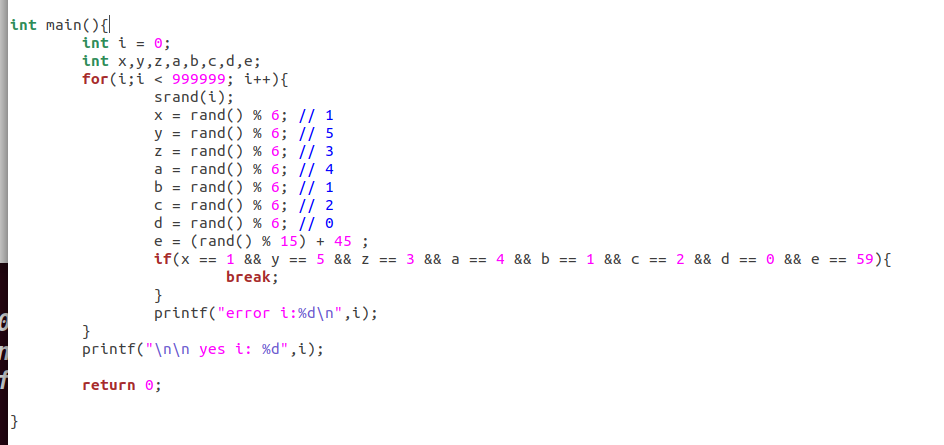 int main(){
int i = 0;
int x,y,z,a,b,c,d,e;
for(i;i < 999999; i++){
srand(i);
x = rand() % 6; // 1
y = rand() % 6; // 5
z = rand() % 6; // 3
a = rand() % 6; // 4
b = rand() % 6; // 1
c = rand() % 6; // 2
d = rand() % 6; // 0
e = (rand() % 15) + 45 ;
if(x == 1 && y == 5 && z == 3 && a == 4 && b == 1 && c == 2 && d == 0 && e == 59){
break;
}
printf("error i:%d\n",i);
}
printf("\n\n yes i: %d",i);
return 0;
}